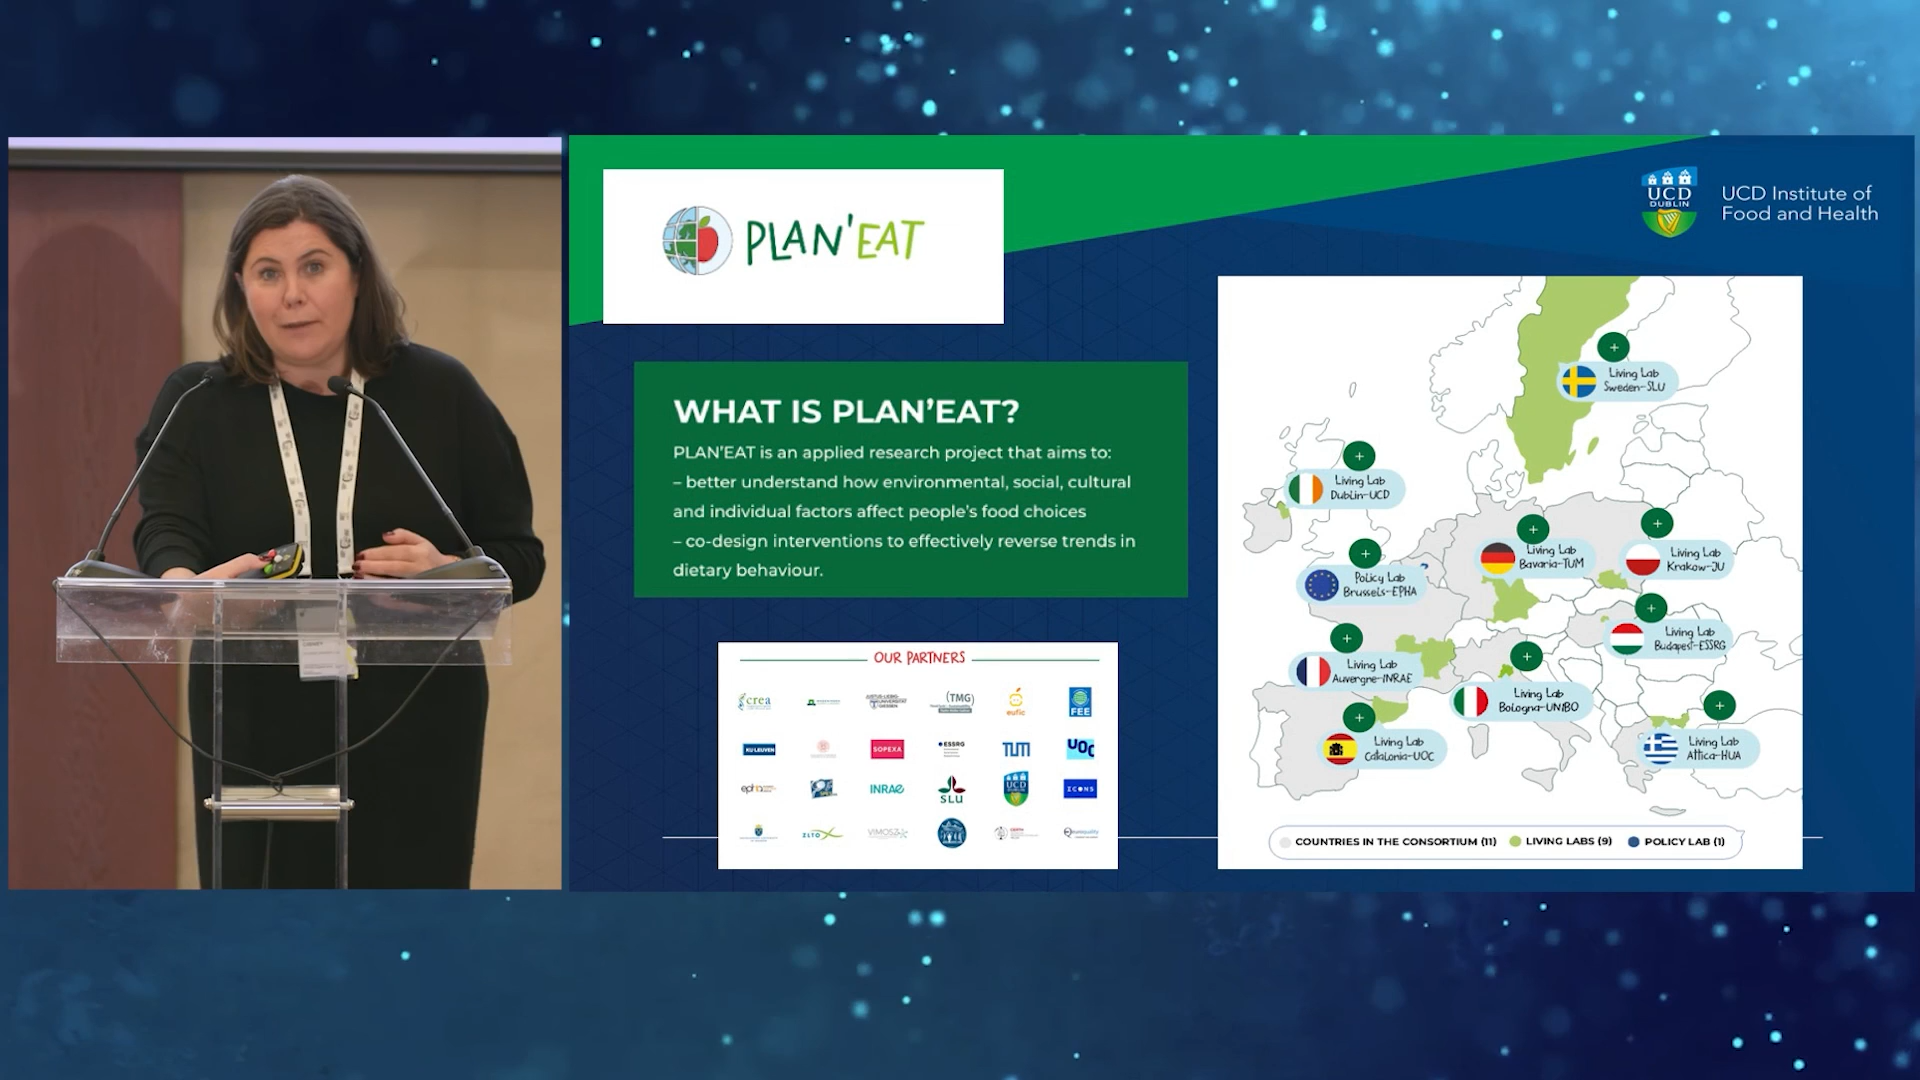 PLAN'EAT
UCD
DUBLIN
UCD Institute of
Food and Health
WHAT IS PLAN'EAT?
PLAN'EAT is an applied research project that aims to:
– better understand how environmental, social, cultural
and individual factors affect people's food choices
– co-design interventions to effectively reverse trends in
dietary behaviour.
OUR PARTNERS
crea
(TMG)
eufic
FEE
KU LEUVEN
SOPEXA
ESSRG
TUM
UOC
epha
INRAE
SLU
UCD
DUBLIN
ICONS
ZLTO
VIMOSZ
Living Lab
Sweden-SLU
Living Lab
Dublin-UCD
Living Lab
Bavaria-TUM
Living Lab
Krakow-JU
Policy Lab
Brussels-EPHA
Living Lab
Budapest-ESSRG
Living Lab
Auvergne-INRAE
Living Lab
Bologna-UNIBO
Living Lab
Catalonia-UOC
Living Lab
Attica-HUA
COUNTRIES IN THE CONSORTIUM (11)
LIVING LABS (9)
POLICY LAB (1)